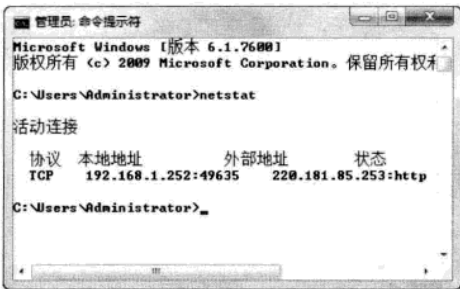 管理员: 命令提示符
Microsoft Windows [版本 6.1.7600]
版权所有 (c) 2009 Microsoft Corporation。保留所有权利
C:\Users\Administrator>netstat
活动连接
协议 本地地址 外部地址 状态
TCP 192.168.1.252:49635 220.181.85.253:http
C:\Users\Administrator>_